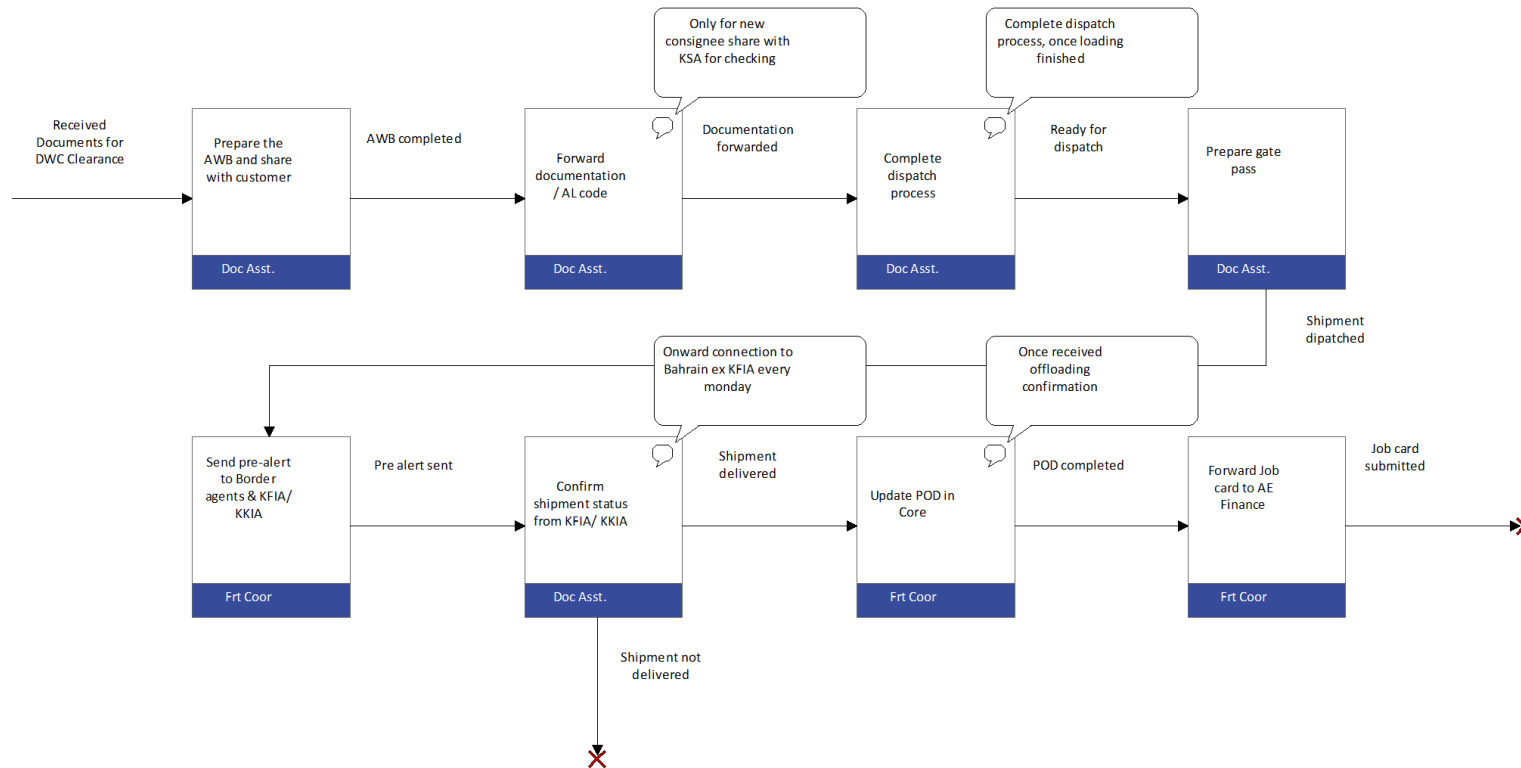 Only for new
consignee share with
KSA for checking
Complete dispatch
process, once loading
finished
Received
Documents for
DWC Clearance
Prepare the
AWB and share
with customer
Doc Asst.
AWB completed
Forward
documentation
/ AL code
Doc Asst.
Documentation
forwarded
Complete
dispatch
process
Doc Asst.
Ready for
dispatch
Prepare gate
pass
Doc Asst.
Shipment
dipatched
Onward connection to
Bahrain ex KFIA every
monday
Once received
offloading
confirmation
Send pre-alert
to Border
agents & KFIA/
KKIA
Frt Coor
Pre alert sent
Confirm
shipment status
from KFIA/ KKIA
Doc Asst.
Shipment
delivered
Update POD in
Core
Frt Coor
POD completed
Forward Job
card to AE
Finance
Frt Coor
Job card
submitted
Shipment not
delivered